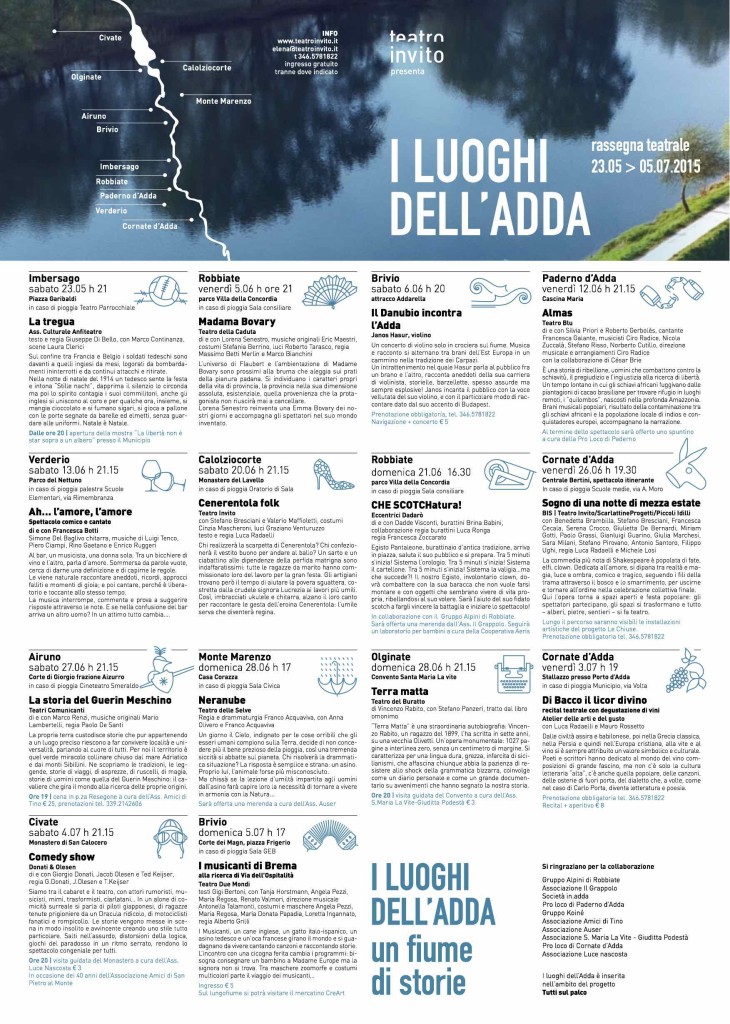 Civate
Olginate
Calolziocorte
Monte Marenzo
Airuno
Brivio
Imbersago
Robbiate
Paderno d'Adda
Verderio
Cornate d'Adda
INFO
www.teatroinvito.it
elena@teatroinvito.it
t 346.5781822
ingresso gratuito
tranne dove indicato
teatro
invito
presenta
I LUOGHI
DELL'ADDA
rassegna teatrale
23.05 > 05.07.2015
Imbersago
sabato 23.05 h 21
Piazza Garibaldi
in caso di pioggia Teatro Parrocchiale
La tregua
Ass. Culturale Anfiteatro
testo e regia Giuseppe Di Bello, con Marco Continanza,
scene Laura Clerici
Sul confine tra Francia e Belgio i soldati tedeschi sono
davanti a quelli inglesi da mesi, logorati da bombarda-
menti ininterrotti e da continui attacchi e ritirate.
Nella notte di natale del 1914 un tedesco sente la festa
e intona "Stille nacht", dapprima il silenzio lo circonda
ma poi lo spirito contagia i suoi commilitoni, anche gli
inglesi si uniscono al coro e per qualche ora, insieme, si
mangia cioccolato e si fumano sigari, si gioca a pallone
con le porte segnate da barelle ed elmetti, senza guar-
dare alle uniformi. Natale è Natale.
Dalle ore 20 | apertura della mostra "La libertà non è
star sopra a un albero" presso il Municipio
Robbiate
venerdì 5.06 h ore 21
parco Villa della Concordia
in caso di pioggia Sala consiliare
Madama Bovary
Teatro della Caduta
di e con Lorena Senestro, musiche originali Eric Maestri,
costumi Stefania Berrino, luci Roberto Tarasco, regia
Massimo Betti Merlin e Marco Bianchini
L'universo di Flaubert e l'ambientazione di Madame
Bovary sono prossimi alla bruma che aleggia sui prati
della pianura padana. Si individuano i caratteri propri
della vita di provincia, la provincia nella sua dimensione
assoluta, esistenziale, quella provenienza che la prota-
gonista non riuscirà mai a cancellare.
Lorena Senestro reinventa una Emma Bovary dei no-
stri giorni e accompagna gli spettatori nel suo mondo
inventato.
Brivio
sabato 6.06 h 20
attracco Addarella
Il Danubio incontra
l'Adda
Janos Hasur, violino
Un concerto di violino solo in crociera sul fiume. Musica
e racconto si alternano tra brani dell'Est Europa in un
cammino nella tradizione dei Carpazi.
Un intrattenimento nel quale Hasur parla al pubblico fra
un brano e l'altro, racconta aneddoti della sua carriera
di violinista, storielle, barzellette, spesso assurde ma
sempre esplosive! Janos incanta il pubblico con la voce
vellutata del suo violino, e con il particolare modo di rac-
contare dato dal suo accento di Budapest.
Prenotazione obbligatoria, tel. 346.5781822
Navigazione + concerto € 5
Paderno d'Adda
venerdì 12.06 h 21.15
Cascina Maria
Almas
Teatro Blu
di e con Silvia Priori e Roberto Gerbolès, cantante
Francesca Galante, musicisti Ciro Radice, Nicola
Zuccalà, Stefano Rosso, Norberto Cutillo, direzione
musicale e arrangiamenti Ciro Radice
con la collaborazione di César Brie
È una storia di ribellione, uomini che combattono contro la
schiavitù, il pregiudizio e l'ingiustizia alla ricerca di libertà.
Un tempo lontano in cui gli schiavi africani fuggivano dalle
piantagioni di cacao brasiliane per trovare rifugio in luoghi
remoti, i "quilombos", nascosti nella profonda Amazzonia.
Brani musicali popolari, risultato della contaminazione tra
gli schiavi africani e la popolazione locale di indios e con-
quistadores europei, accompagnano la narrazione.
Al termine dello spettacolo sarà offerto uno spuntino
a cura della Pro Loco di Paderno
Verderio
sabato 13.06 h 21.15
Parco del Nettuno
in caso di pioggia palestra Scuole
Elementari, via Rimembranza
Ah... l'amore, l'amore
Spettacolo comico e cantato
di e con Francesca Botti
Simone Del Baglivo chitarra, musiche di Luigi Tenco,
Piero Ciampi, Rino Gaetano e Enrico Ruggeri
Al bar, un musicista, una donna sola. Tra un bicchiere di
vino e l'altro, parla d'amore. Sommersa da parole vuote,
cerca di darne una definizione e di capirne le regole.
Le viene naturale raccontare aneddoti, ricordi, approcci
falliti e momenti di gioia; e poi cantare, perché è libera-
torio e toccante allo stesso tempo.
La musica interrompe, commenta e prova a suggerire
risposte attraverso le note. E se nella confusione del bar
arriva un altro uomo? In un attimo tutto cambia....
Calolziocorte
sabato 20.06 h 21.15
Monastero del Lavello
in caso di pioggia Oratorio di Sala
Cenerentola folk
Teatro Invito
con Stefano Bresciani e Valerio Maffioletti, costumi
Cinzia Mascheroni, luci Graziano Venturuzzo
testo e regia Luca Radaelli
Chi realizzerà la scarpetta di Cenerentola? Chi confezio-
nerà il vestito buono per andare al ballo? Un sarto e un
ciabattino alle dipendenze della perfida matrigna sono
indaffaratissimi: tutte le ragazze da marito hanno com-
missionato loro del lavoro per la gran festa. Gli artigiani
trovano però il tempo di aiutare la povera sguattera, co-
stretta dalla crudele signora Lucrezia ai lavori più umili.
Così, imbracciati ukulele e chitarra, alzano il loro canto
per raccontare le gesta dell'eroina Cenerentola: l'umile
serva che diventerà regina.
Robbiate
domenica 21.06 16.30
parco Villa della Concordia
in caso di pioggia Sala consiliare
CHE SCOTCHatura!
Eccentrici Dadarò
di e con Dadde Visconti, burattini Brina Babini,
collaborazione regia burattini Luca Ronga
regia Francesca Zoccarato
Egisto Pantaleone, burattinaio d'antica tradizione, arriva
in piazza, saluta il suo pubblico e si prepara. Tra 5 minuti
s'inizia! Sistema l'orologio. Tra 5 minuti s'inizia! Sistema
il cartellone. Tra 5 minuti s'inizia! Sistema la valigia...ma
che succede?! Il nostro Egisto, involontario clown, do-
vrà combattere con la sua baracca che non vuole farsi
montare e con oggetti che sembrano vivere di vita pro-
pria, ribellandosi al suo volere. Sarà l'aiuto del suo fidato
scotch a fargli vincere la battaglia e iniziare lo spettacolo!
In collaborazione con il Gruppo Alpini di Robbiate.
Sarà offerta una merenda dall'Ass. Il Grappolo. Seguirà
un laboratorio per bambini a cura della Cooperativa Aeris
Cornate d'Adda
venerdì 26.06 h 19.30
Centrale Bertini, spettacolo itinerante
In caso di pioggia Scuole medie, via A. Moro
Sogno di una notte di mezza estate
BIS | Teatro Invito/ScarlattineProgetti/Piccoli Idilli
con Benedetta Brambilla, Stefano Bresciani, Francesca
Cecala, Serena Crocco, Giulietta De Bernardi, Miriam
Gotti, Paolo Grassi, Gianluigi Guarino, Giulia Marchesi,
Sara Milani, Stefano Pirovano, Antonio Santoro, Filippo
Ughi, regia Luca Radaelli e Michele Losi
La commedia più nota di Shakespeare è popolata di fate,
elfi, clown. Dedicata all'amore, si dipana tra realtà e ma-
gia, luce e ombra, comico e tragico, seguendo i fili della
trama attraverso il bosco e lo smarrimento, per uscirne
e tornare all'ordine nella celebrazione collettiva finale.
Qui l'opera torna a spazi aperti e festa popolare: gli
spettatori partecipano, gli spazi si trasformano e tutto
– alberi, pietre, sentieri – si fa teatro.
Lungo il percorso saranno visibili le installazioni
artistiche del progetto Le Chiuse.
Prenotazione obbligatoria tel. 346.5781822
Airuno
sabato 27.06 h 21.15
Corte di Giorgio frazione Aizurro
in caso di pioggia Cineteatro Smeraldo
La storia del Guerin Meschino
Teatri Comunicanti
di e con Marco Renzi, musiche originali Mario
Lambertelli, regia Paolo De Santi
La propria terra custodisce storie che pur appartenendo
a un luogo preciso riescono a far convivere località e uni-
versalità, parlando al cuore di tutti. Per noi il territorio è
quel verde miracolo collinare chiuso dal mare Adriatico
e dai monti Sibillini. Ne scopriamo le tradizioni, le leg-
gende, storie di viaggi, di asprezze, di ruscelli, di magia,
storie di uomini come quella del Guerin Meschino: il ca-
valiere che girò il mondo alla ricerca delle proprie origini.
Ore 19 | cena in p.za Resegone a cura dell'Ass. Amici di
Tino € 25, prenotazioni tel. 339.2142606
Monte Marenzo
domenica 28.06 h 17
Casa Corazza
in caso di pioggia Sala Civica
Neranube
Teatro delle Selve
Regia e drammaturgia Franco Acquaviva, con Anna
Olivero e Franco Acquaviva
Un giorno il Cielo, indignato per le cose orribili che gli
esseri umani compiono sulla Terra, decide di non conce-
dere più il bene prezioso della pioggia, così una tremenda
siccità si abbatte sul pianeta. Chi risolverà la drammati-
ca situazione? La risposta è semplice e strana: un asino.
Proprio lui, l'animale forse più misconosciuto.
Ma chissà se la lezione d'umiltà impartita agli uomini
dall'asino farà capire loro la necessità di tornare a vivere
in armonia con la Natura...
Sarà offerta una merenda a cura dell'Ass. Auser
Olginate
domenica 28.06 h 21.15
Convento Santa Maria La vite
Terra matta
Teatro del Buratto
di Vincenzo Rabito, con Stefano Panzeri, tratto dal libro
omonimo
"Terra Matta" è una straordinaria autobiografia: Vincen-
zo Rabito, un ragazzo del 1899, l'ha scritta in sette anni,
su una vecchia Olivetti. Un'opera monumentale: 1027 pa-
gine a interlinea zero, senza un centimetro di margine. Si
caratterizza per una lingua dura, grezza, infarcita di sici-
lianismi, che affascina chiunque abbia la pazienza di re-
sistere allo shock della grammatica bizzarra, coinvolge
come un diario personale e come un grande documenta-
rio su avvenimenti che hanno segnato la nostra storia.
Ore 20 | visita guidata del Convento a cura dell'Ass.
S.Maria La Vite-Giuditta Podestà € 3
Cornate d'Adda
venerdì 3.07 h 19
Stallazzo presso Porto d'Adda
in caso di pioggia Municipio, via Volta
Di Bacco il licor divino
recital teatrale con degustazione di vini
Atelier delle arti e del gusto
con Luca Radaelli e Mauro Rossetto
Dalle civiltà assira e babilonese, poi nella Grecia classica,
nella Persia e quindi nell'Europa cristiana, alla vite e al
vino si è sempre attribuito un valore simbolico e culturale.
Poeti e scrittori hanno dedicato al mondo del vino com-
posizioni di grande fascino, ma non c'è solo la cultura
letteraria "alta", c'è anche quella popolare, delle canzoni,
delle osterie di fuori porta, del dialetto che, a volte, come
nel caso di Carlo Porta, diventa letteratura e poesia.
Prenotazione obbligatoria tel. 346.5781822
Recital + aperitivo € 8
Civate
sabato 4.07 h 21.15
Monastero di San Calocero
Comedy show
Donati & Olesen
di e con Giorgio Donati, Jacob Olesen e Ted Keijser,
regia G.Donati, J.Olesen e T.Keijser
Siamo tra il cabaret e il teatro, con attori rumoristi, mu-
sicisti, mimi, trasformisti, ciarlatani... In un alone di co-
micità surreale si parla di piloti giapponesi, di ragazze
tenute prigioniere da un Dracula ridicolo, di motociclisti
fanatici e rompicollo. Le storie vengono messe in sce-
na in modo insolito e avvincente creando uno stile tutto
particolare. Salti nell'assurdo, distorsioni della logica,
giochi del paradosso in un ritmo serrato, rendono lo
spettacolo congeniale per tutti.
Ore 20 | visita guidata del Monastero a cura dell'Ass.
Luce Nascosta € 3
In occasione dei 40 anni dell'Associazione Amici di San
Pietro al Monte
Brivio
domenica 5.07 h 17
Corte dei Magn, piazza Frigerio
in caso di pioggia Sala GEB
I musicanti di Brema
alla ricerca di Via dell'Ospitalità
Teatro Due Mondi
testi Gigi Bertoni, con Tanja Horstmann, Angela Pezzi,
Maria Regosa, Renato Valmori, direzione musicale
Antonella Talamonti, costumi e maschere Angela Pezzi,
Maria Regosa, Maria Donata Papadia, Loretta Ingannato,
regia Alberto Grilli
I Musicanti, un cane inglese, un gatto italo-ispanico, un
asino tedesco e un'oca francese girano il mondo e si gua-
dagnano da vivere cantando canzoni e raccontando storie.
L'incontro con una cicogna ferita cambia i programmi: bi-
sogna consegnare un bambino a Madame Europe ma la
signora non si trova. Tra maschere zoomorfe e costumi
multicolori parte il viaggio dei musicanti...
Ingresso € 5
Sul lungofiume si potrà visitare il mercatino CreArt
I LUOGHI
DELL'ADDA
un fiume
di storie
Si ringraziano per la collaborazione
Gruppo Alpini di Robbiate
Associazione Il Grappolo
Società in.adda
Pro loco di Paderno d'Adda
Gruppo Koiné
Associazione Amici di Tino
Associazione Auser
Associazione S. Maria La Vite - Giuditta Podestà
Pro loco di Cornate d'Adda
Associazione Luce nascosta
I luoghi dell'Adda è inserita
nell'ambito del progetto
Tutti sul palco